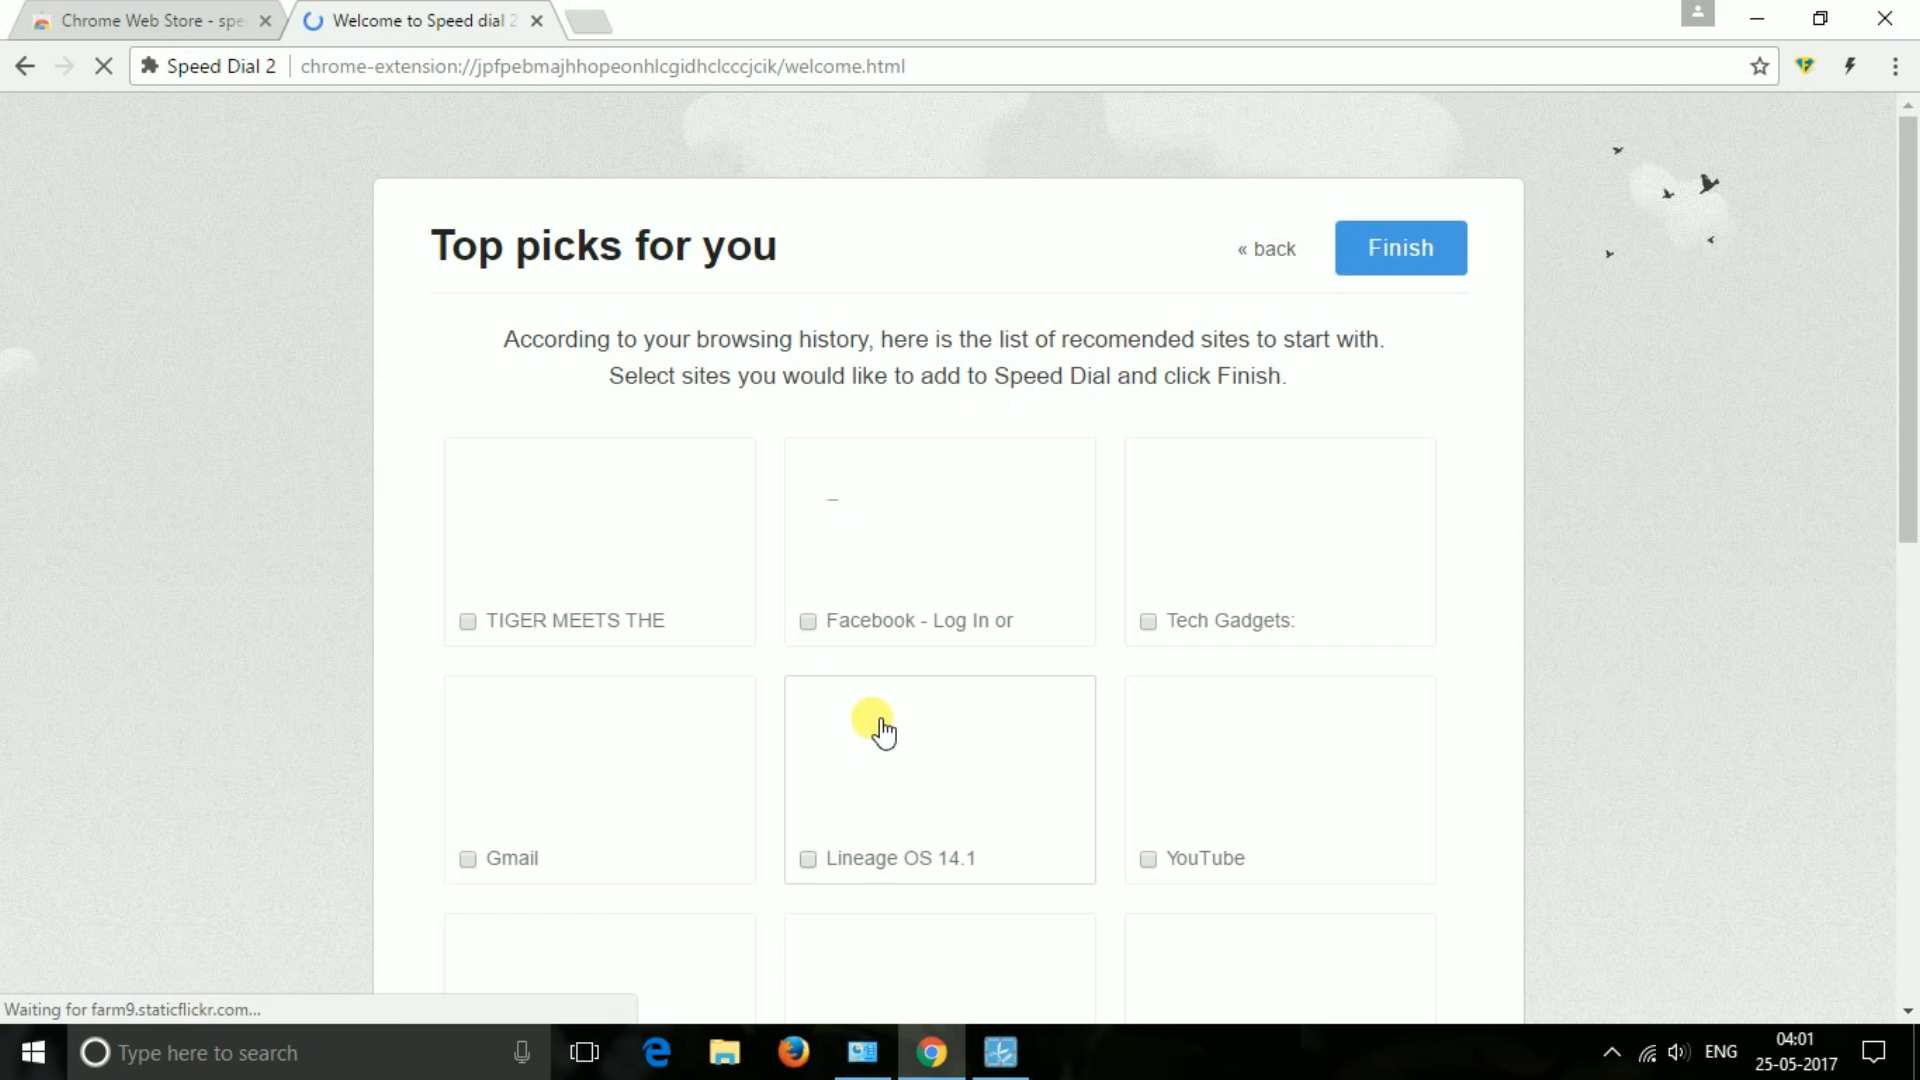 Chrome Web Store - spe
Welcome to Speed dial 2
Speed Dial 2
chrome-extension://jpfpebmajhhopeonhlcgidhclcccjcik/welcome.html
Top picks for you
« back
Finish
According to your browsing history, here is the list of recomended sites to start with.
Select sites you would like to add to Speed Dial and click Finish.
TIGER MEETS THE
Facebook - Log In or
Tech Gadgets:
Gmail
Lineage OS 14.1
YouTube
Waiting for farm9.staticflickr.com...
Type here to search
ENG
04:01
25-05-2017